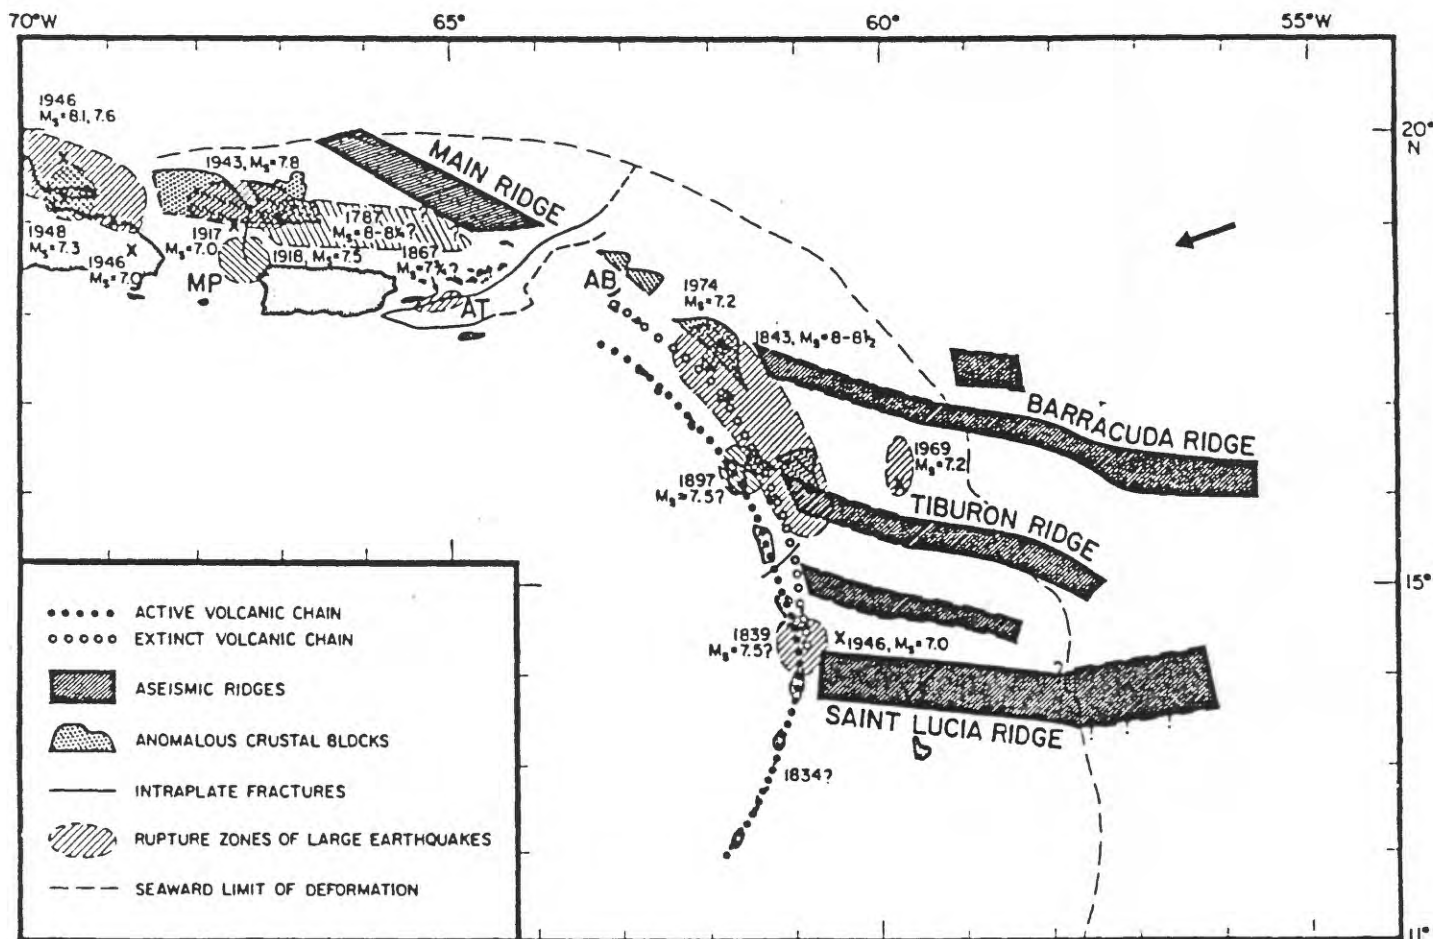 70°W
65°
60°
55°W
20°
N
15°
11°
1946
Ms=8.1, 7.6
1943, Ms=7.8
MAIN RIDGE
1787
Ms=8-8¼?
1948
Ms=7.3
1946
Ms=7.0
1917
Ms=7.0
1918, Ms=7.5
1867
Ms=7¾?
MP
AT
AB
1974
Ms=7.2
1843, Ms=8-8½
BARRACUDA RIDGE
1969
Ms=7.2
1897
Ms=7.5?
TIBURON RIDGE
1839
Ms=7.5?
1946, Ms=7.0
?
SAINT LUCIA RIDGE
1834?
ACTIVE VOLCANIC CHAIN
EXTINCT VOLCANIC CHAIN
ASEISMIC RIDGES
ANOMALOUS CRUSTAL BLOCKS
INTRAPLATE FRACTURES
RUPTURE ZONES OF LARGE EARTHQUAKES
SEAWARD LIMIT OF DEFORMATION